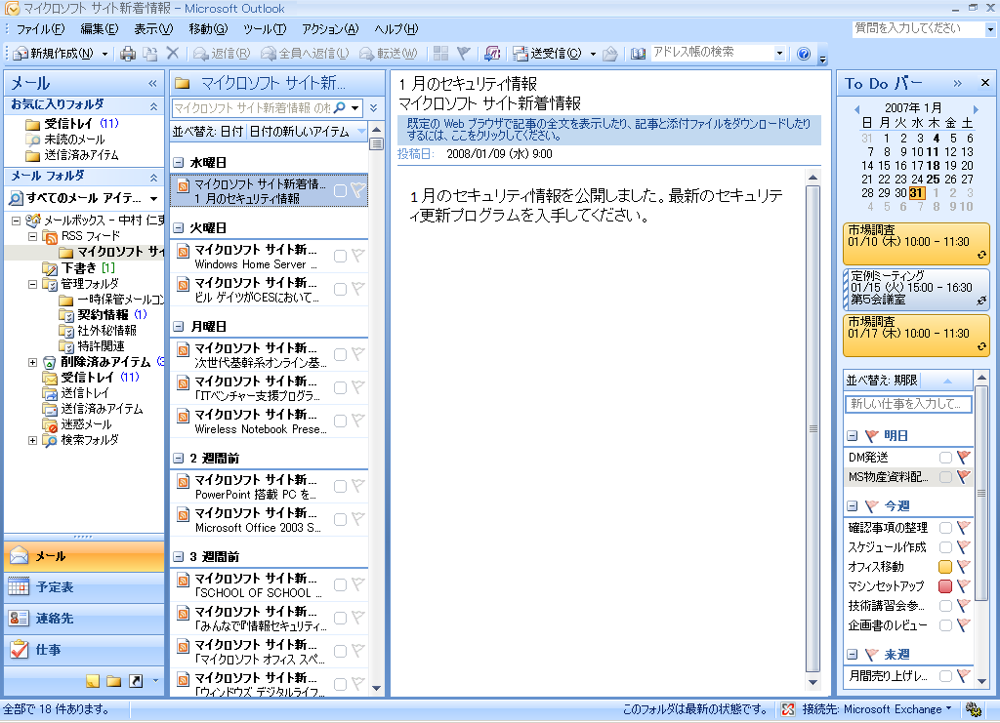 マイクロソフト サイト新着情報 - Microsoft Outlook
ファイル(F) 編集(E) 表示(V) 移動(G) ツール(T) アクション(A) ヘルプ(H)
質問を入力してください
新規作成(N) 返信(R) 全員へ返信(L) 転送(W) 送受信(C) アドレス帳の検索
メール
お気に入りフォルダ
受信トレイ (11)
未読のメール
送信済みアイテム
メール フォルダ
すべてのメール アイテ...
メールボックス - 中村 仁
RSS フィード
マイクロソフト サイ
下書き [1]
管理フォルダ
一時保管メールコン
契約情報 (1)
社外秘情報
特許関連
削除済みアイテム
受信トレイ (11)
送信トレイ
送信済みアイテム
迷惑メール
検索フォルダ
メール
予定表
連絡先
仕事
マイクロソフト サイト新...
マイクロソフト サイト新着情報 の検
並べ替え: 日付 日付の新しいアイテム
水曜日
マイクロソフト サイト新着情...
1 月のセキュリティ情報
火曜日
マイクロソフト サイト新...
Windows Home Server ...
マイクロソフト サイト新...
ビル ゲイツがCESにおいて...
月曜日
マイクロソフト サイト新...
次世代基幹系オンライン基...
マイクロソフト サイト新...
「ITベンチャー支援プログラ...
マイクロソフト サイト新...
Wireless Notebook Prese...
2 週間前
マイクロソフト サイト新...
PowerPoint 搭載 PC を...
マイクロソフト サイト新...
Microsoft Office 2003 S...
3 週間前
マイクロソフト サイト新...
「SCHOOL OF SCHOOL ...
マイクロソフト サイト新...
「みんなで『情報セキュリティ...
マイクロソフト サイト新...
「マイクロソフト オフィス スペ...
マイクロソフト サイト新...
「ウィンドウズ デジタルライフ...
1 月のセキュリティ情報
マイクロソフト サイト新着情報
既定の Web ブラウザで記事の全文を表示したり、記事と添付ファイルをダウンロードしたり
するには、ここをクリックしてください。
投稿日: 2008/01/09 (水) 9:00
1 月のセキュリティ情報を公開しました。最新のセキュリテ
ィ更新プログラムを入手してください。
To Do バー
2007年 1月
日 月 火 水 木 金 土
31 1 2 3 4 5 6
7 8 9 10 11 12 13
14 15 16 17 18 19 20
21 22 23 24 25 26 27
28 29 30 31 1 2 3
4 5 6 7 8 9 10
市場調査
01/10 (木) 10:00 - 11:30
定例ミーティング
01/15 (火) 15:00 - 16:30
第5会議室
市場調査
01/17 (木) 10:00 - 11:30
並べ替え: 期限
新しい仕事を入力して...
明日
DM発送
MS物産資料配...
今週
確認事項の整理
スケジュール作成
オフィス移動
マシンセットアップ
技術講習会参...
企画書のレビュー
来週
月間売り上げレ...
全部で 18 件あります。
このフォルダは最新の状態です。
接続先: Microsoft Exchange